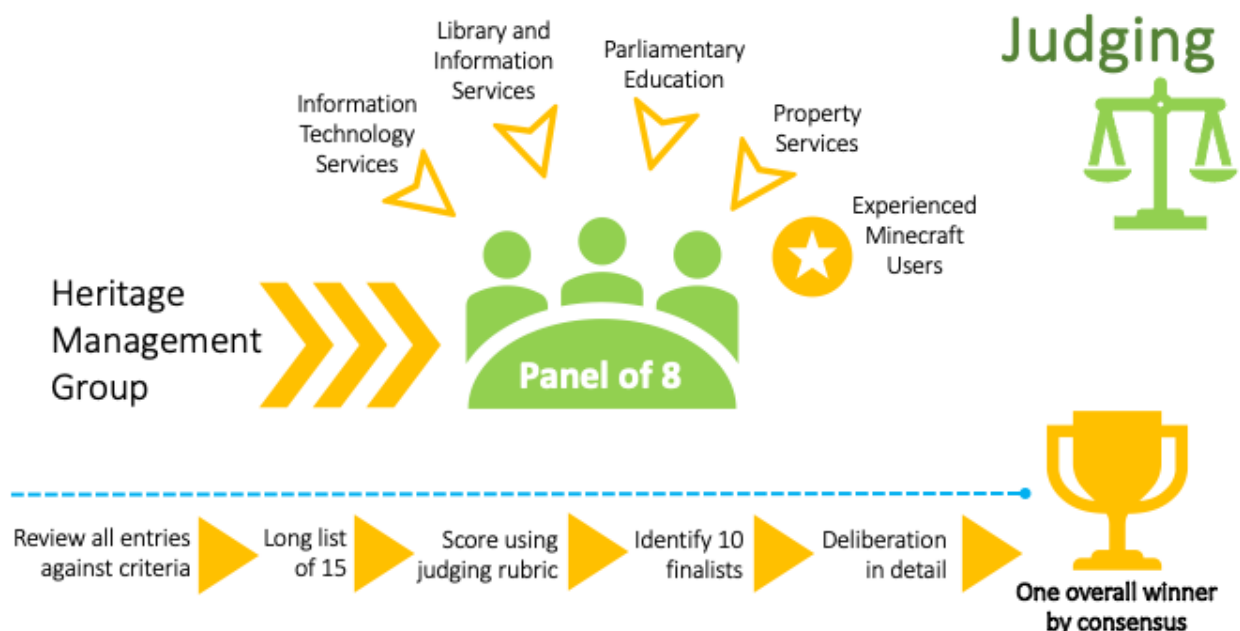 Judging
Library and
Information
Services
Parliamentary
Education
Information
Technology
Services
Property
Services
Experienced
Minecraft
Users
Heritage
Management
Group
Panel of 8
Review all entries
against criteria
Long list
of 15
Score using
judging rubric
Identify 10
finalists
Deliberation
in detail
One overall winner
by consensus